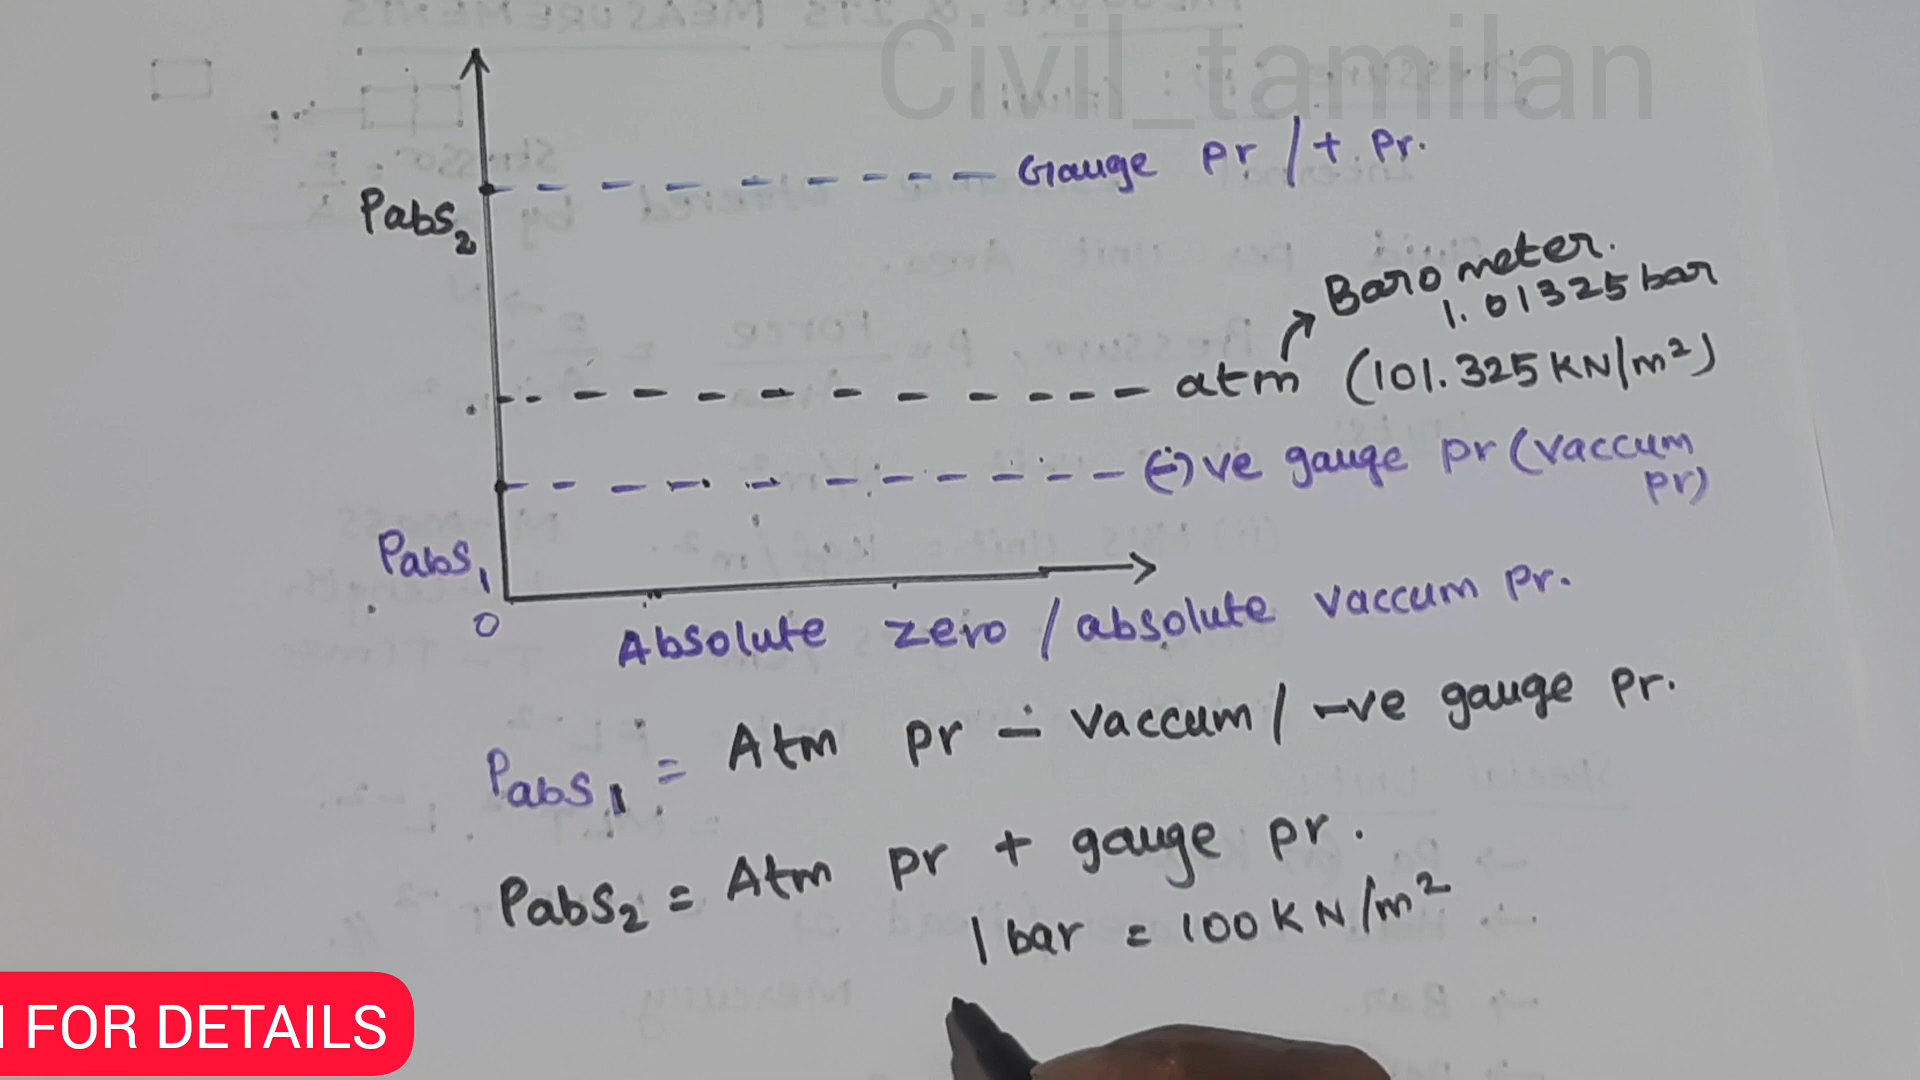 Civil_tamilan
Gauge pr / + Pr.
Pabs2
Barometer.
1.01325 bar
atm (101.325 KN/m²)
(-)ve gauge pr (vaccum
pr)
Pabs1
0
Absolute zero / absolute vaccum pr.
Pabs1 = Atm pr - vaccum / -ve gauge pr.
Pabs2 = Atm pr + gauge pr.
1 bar = 100 KN/m²
FOR DETAILS